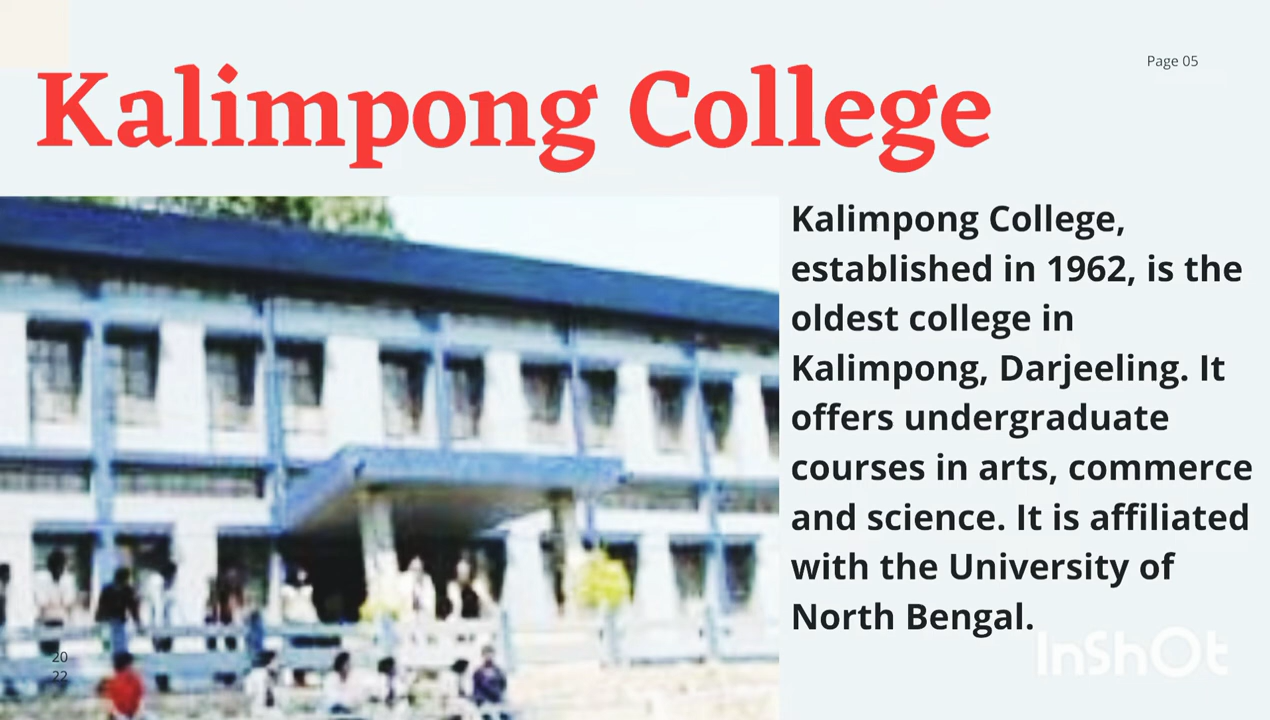 Page 05
Kalimpong College
Kalimpong College,
established in 1962, is the
oldest college in
Kalimpong, Darjeeling. It
offers undergraduate
courses in arts, commerce
and science. It is affiliated
with the University of
North Bengal.
20
22
InShOt